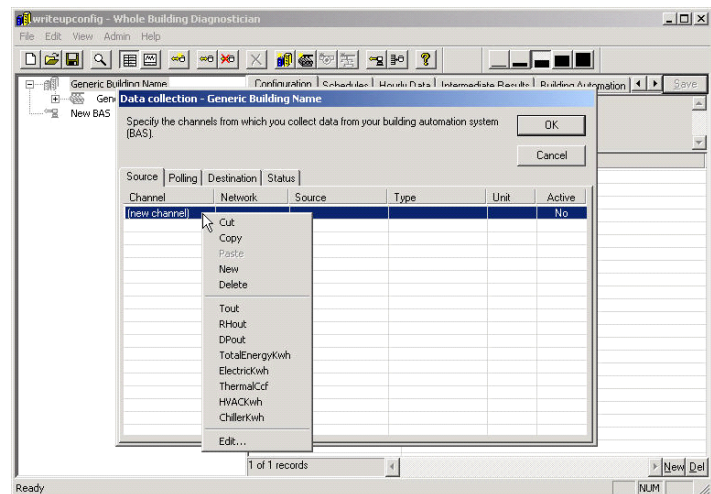 writeupconfig - Whole Building Diagnostician
File Edit View Admin Help
Generic Building Name
Configuration Schedules Hourly Data Intermediate Results Building Automation Save
Gen
New BAS
Data collection - Generic Building Name
Specify the channels from which you collect data from your building automation system
(BAS).
OK
Cancel
Source Polling Destination Status
Channel Network Source Type Unit Active
(new channel) No
Cut
Copy
Paste
New
Delete
Tout
RHout
DPout
TotalEnergyKwh
ElectricKwh
ThermalCcf
HVACKwh
ChillerKwh
Edit...
1 of 1 records
New Del
Ready NUM